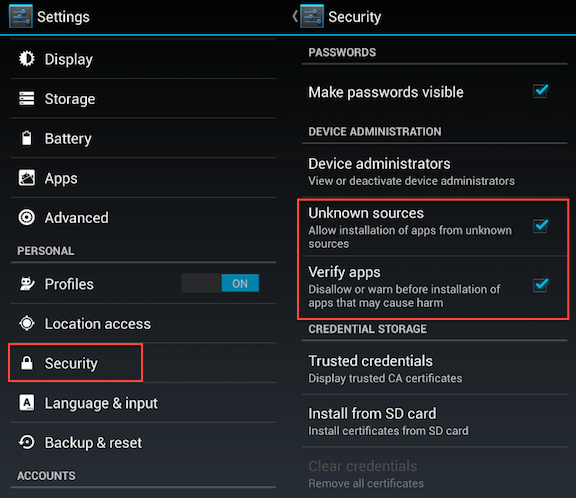 Settings
Display
Storage
Battery
Apps
Advanced
PERSONAL
Profiles ON
Location access
Security
Language & input
Backup & reset
ACCOUNTS
Security
PASSWORDS
Make passwords visible
DEVICE ADMINISTRATION
Device administrators
View or deactivate device administrators
Unknown sources
Allow installation of apps from unknown
sources
Verify apps
Disallow or warn before installation of
apps that may cause harm
CREDENTIAL STORAGE
Trusted credentials
Display trusted CA certificates
Install from SD card
Install certificates from SD card
Clear credentials
Remove all certificates